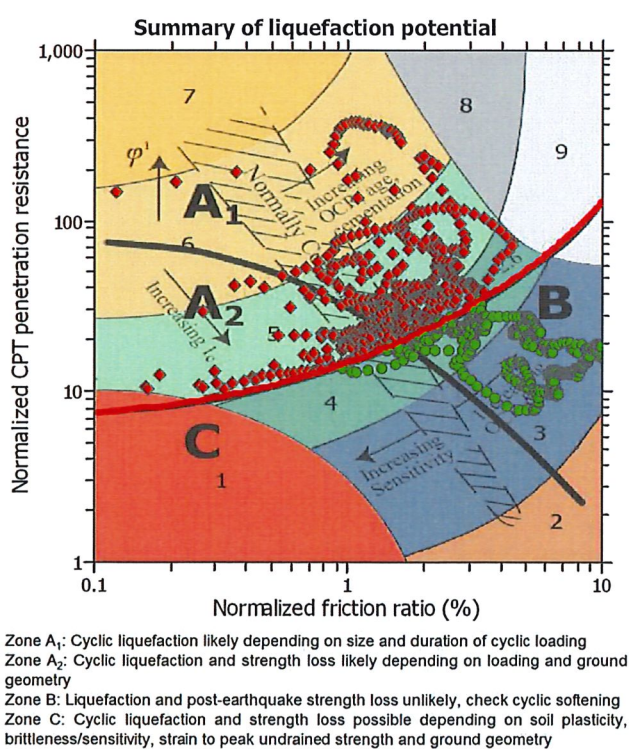 Summary of liquefaction potential
1,000
7
8
9
φ'
A1
Normally C
Increasing
OCR, age,
cementation
100
6
A2
Increasing Ic
2.6
B
5
10
4
3
C
1
Increasing
Sensitivity
2
1
0.1
1
10
Normalized CPT penetration resistance
Normalized friction ratio (%)
Zone A1: Cyclic liquefaction likely depending on size and duration of cyclic loading
Zone A2: Cyclic liquefaction and strength loss likely depending on loading and ground
geometry
Zone B: Liquefaction and post-earthquake strength loss unlikely, check cyclic softening
Zone C: Cyclic liquefaction and strength loss possible depending on soil plasticity,
brittleness/sensitivity, strain to peak undrained strength and ground geometry